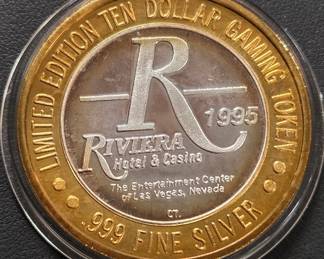 LIMITED EDITION TEN DOLLAR GAMING TOKEN
R
1995
RIVIERA
Hotel & Casino
The Entertainment Center
of Las Vegas, Nevada
CT.
.999 FINE SILVER